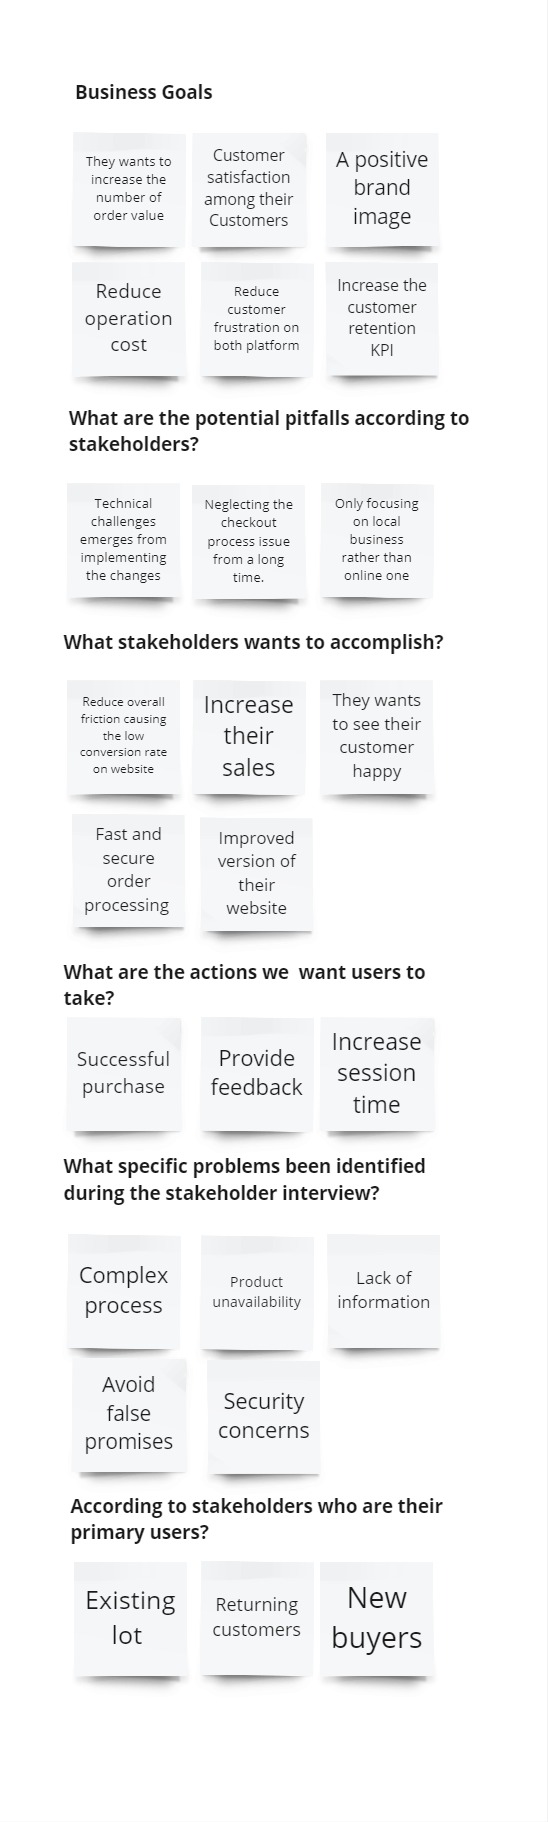 Business Goals
They wants to
increase the
number of
order value
Customer
satisfaction
among their
Customers
A positive
brand
image
Reduce
operation
cost
Reduce
customer
frustration on
both platform
Increase the
customer
retention
KPI
What are the potential pitfalls according to
stakeholders?
Technical
challenges
emerges from
implementing
the changes
Neglecting the
checkout
process issue
from a long
time.
Only focusing
on local
business
rather than
online one
What stakeholders wants to accomplish?
Reduce overall
friction causing
the low
conversion rate
on website
Increase
their
sales
They wants
to see their
customer
happy
Fast and
secure
order
processing
Improved
version of
their
website
What are the actions we  want users to
take?
Successful
purchase
Provide
feedback
Increase
session
time
What specific problems been identified
during the stakeholder interview?
Complex
process
Product
unavailability
Lack of
information
Avoid
false
promises
Security
concerns
According to stakeholders who are their
primary users?
Existing
lot
Returning
customers
New
buyers